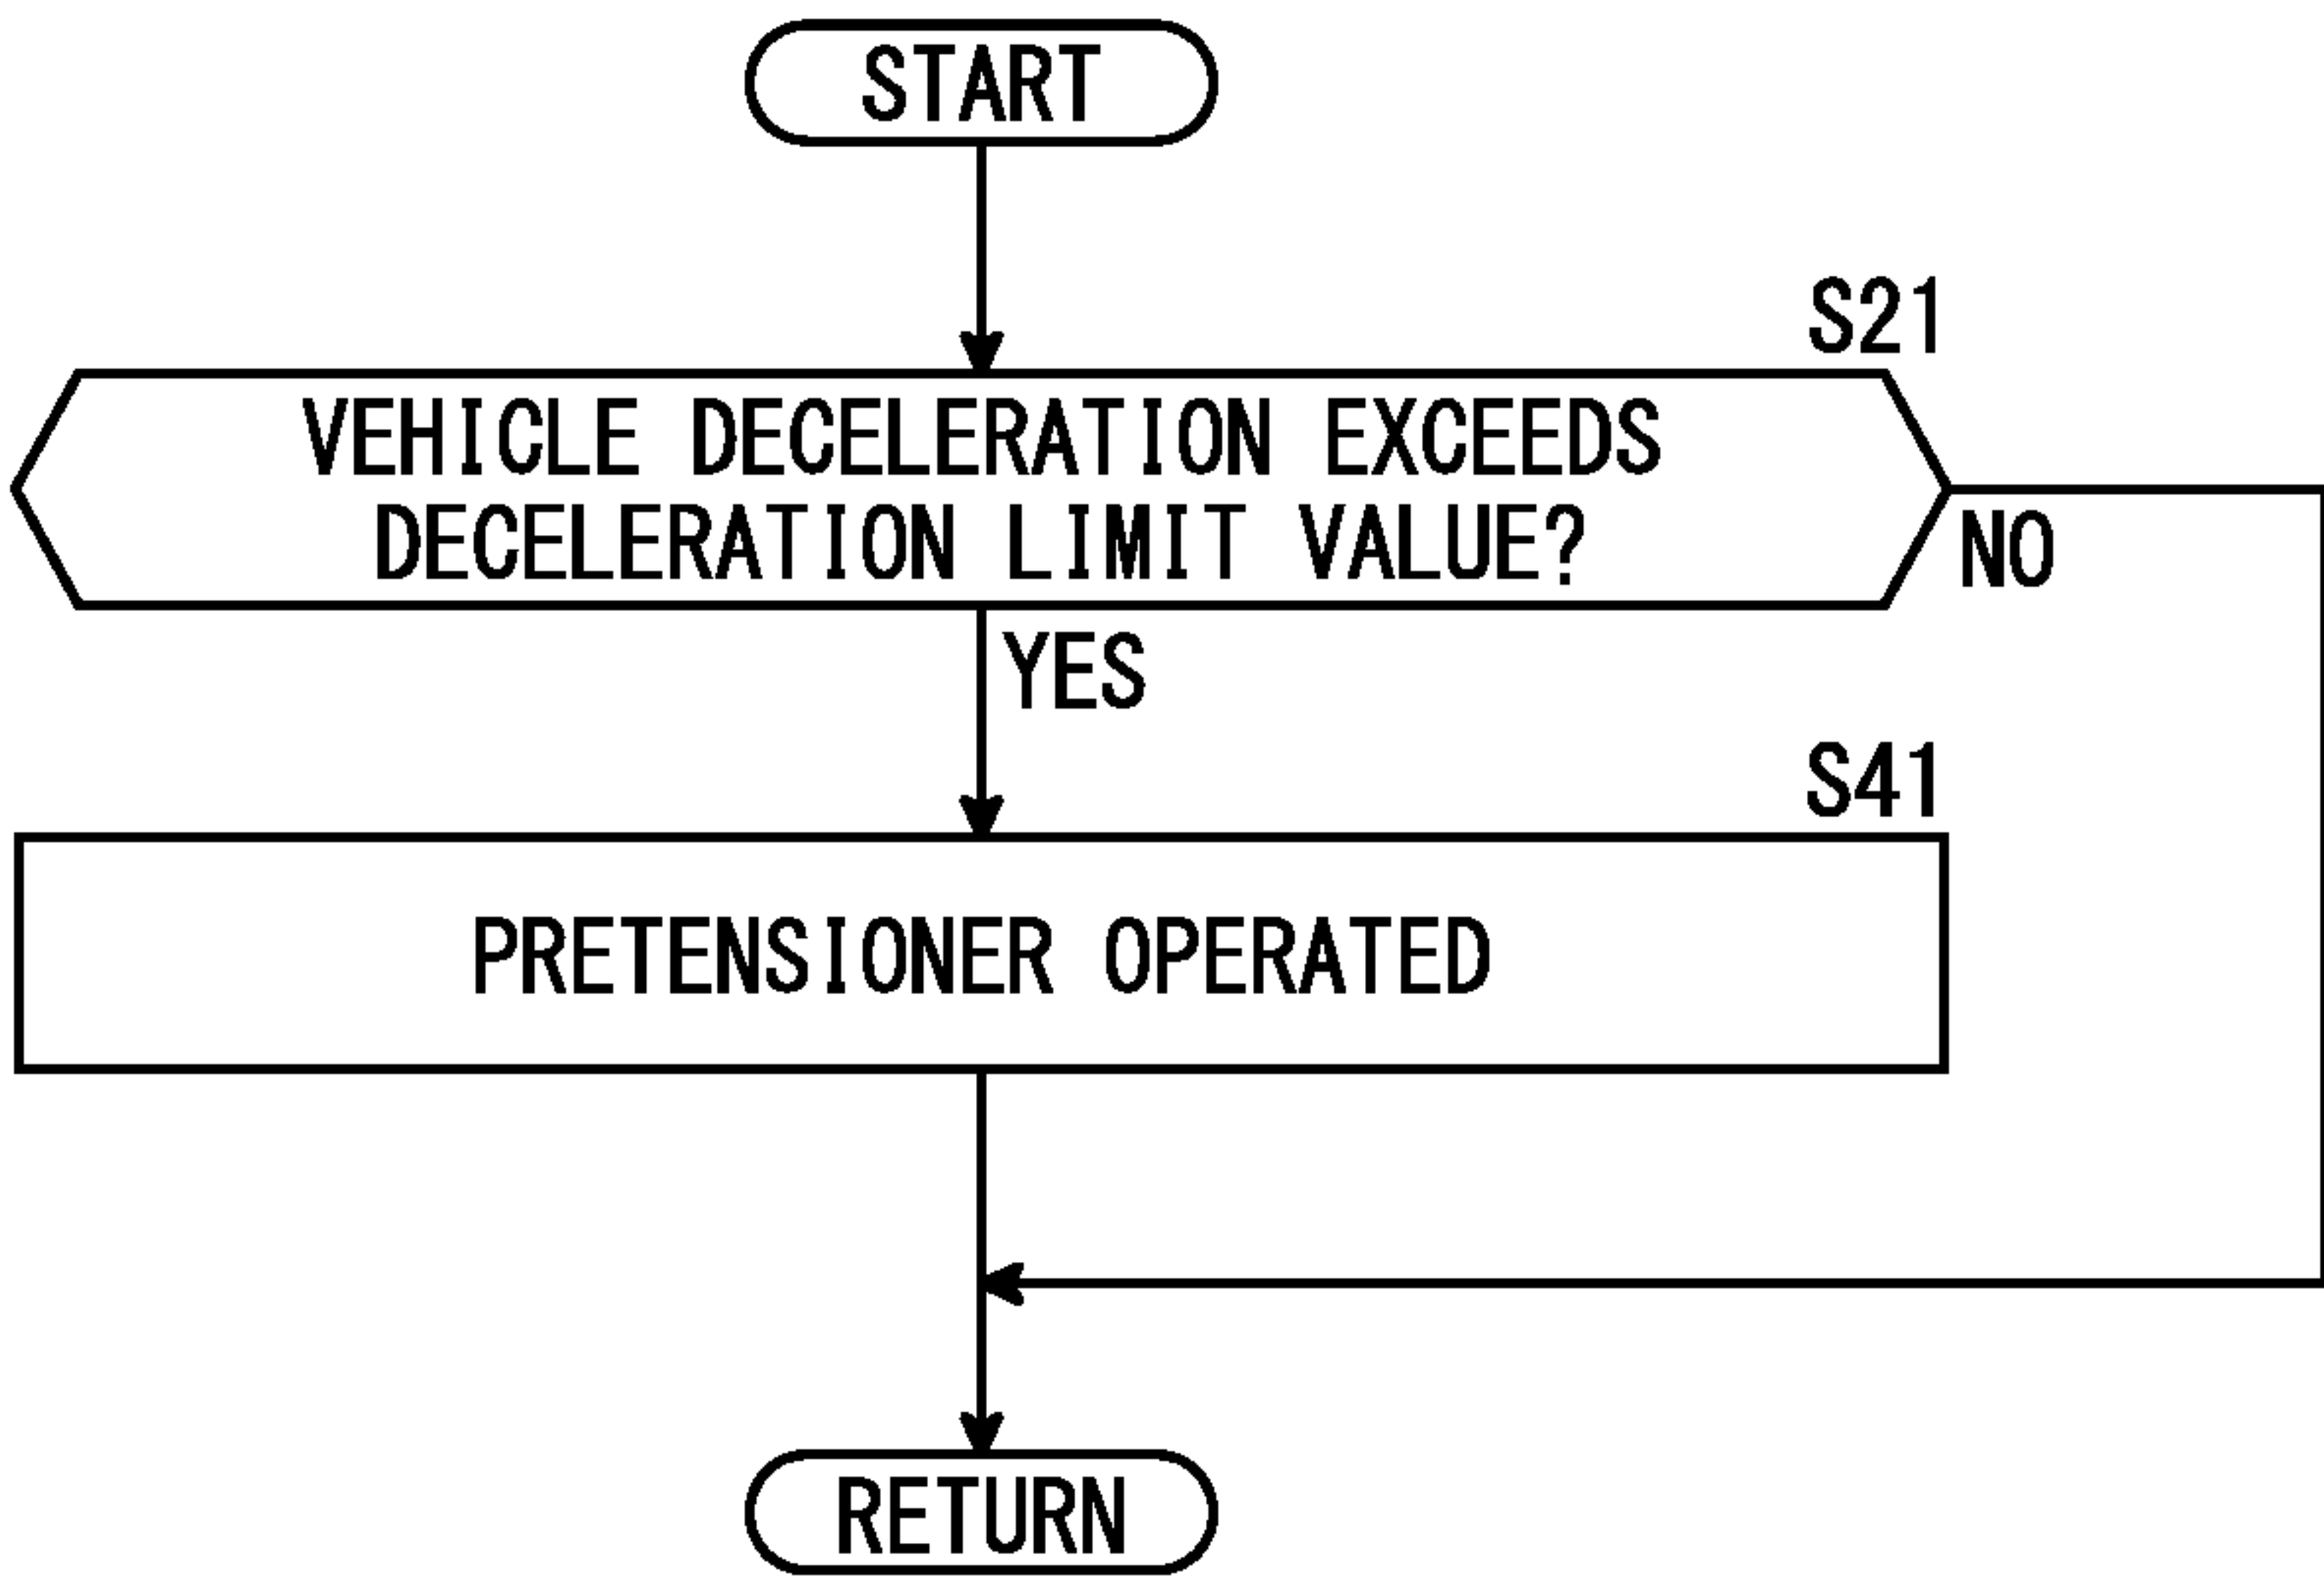 START
S21
VEHICLE DECELERATION EXCEEDS
DECELERATION LIMIT VALUE?
NO
YES
S41
PRETENSIONER OPERATED
RETURN